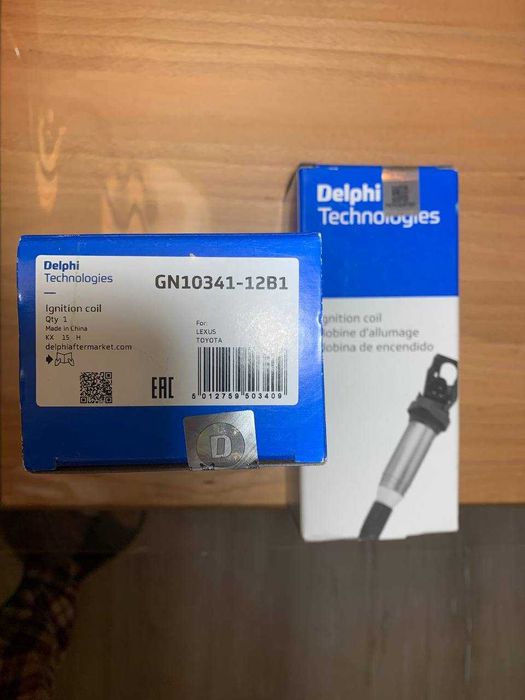 Delphi
Technologies
GN10341-12B1
Ignition coil
Qty 1
Made in China
KX 15 H
delphiaftermarket.com
For:
LEXUS
TOYOTA
EAC
5 012759 503409
D
Delphi
Technologies
Ignition coil
Bobine d'allumage
Bobina de encendido